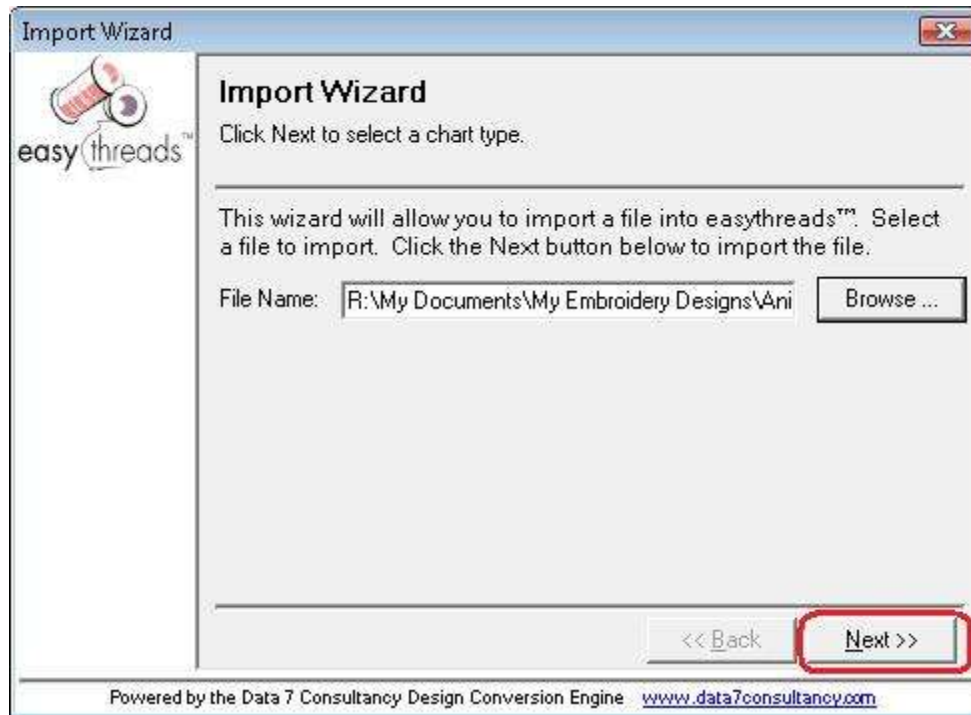 Import Wizard
easythreads™
Import Wizard
Click Next to select a chart type.
This wizard will allow you to import a file into easythreads™. Select
a file to import. Click the Next button below to import the file.
File Name: R:\My Documents\My Embroidery Designs\Ani Browse ...
<< Back Next >>
Powered by the Data 7 Consultancy Design Conversion Engine www.data7consultancy.com